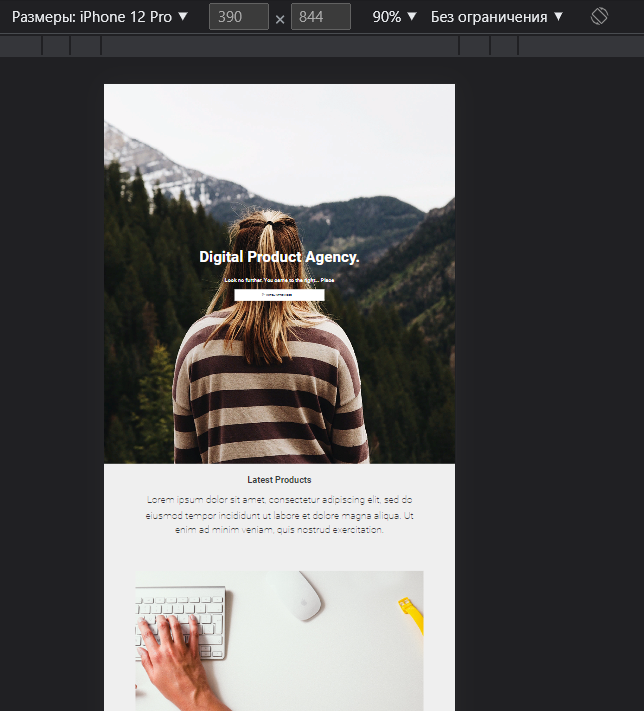 Размеры: iPhone 12 Pro ▼ 390 × 844 90% ▼ Без ограничения ▼
Digital Product Agency.
Look no further. You came to the right... Place
Latest Products
Lorem ipsum dolor sit amet, consectetur adipiscing elit, sed do
eiusmod tempor incididunt ut labore et dolore magna aliqua. Ut
enim ad minim veniam, quis nostrud exercitation.